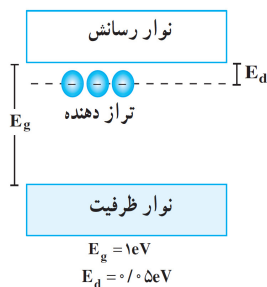 نوار رسانش
E_d
E_g
تراز دهنده
نوار ظرفیت
E_g = ۱eV
E_d = ۰/۰۵eV